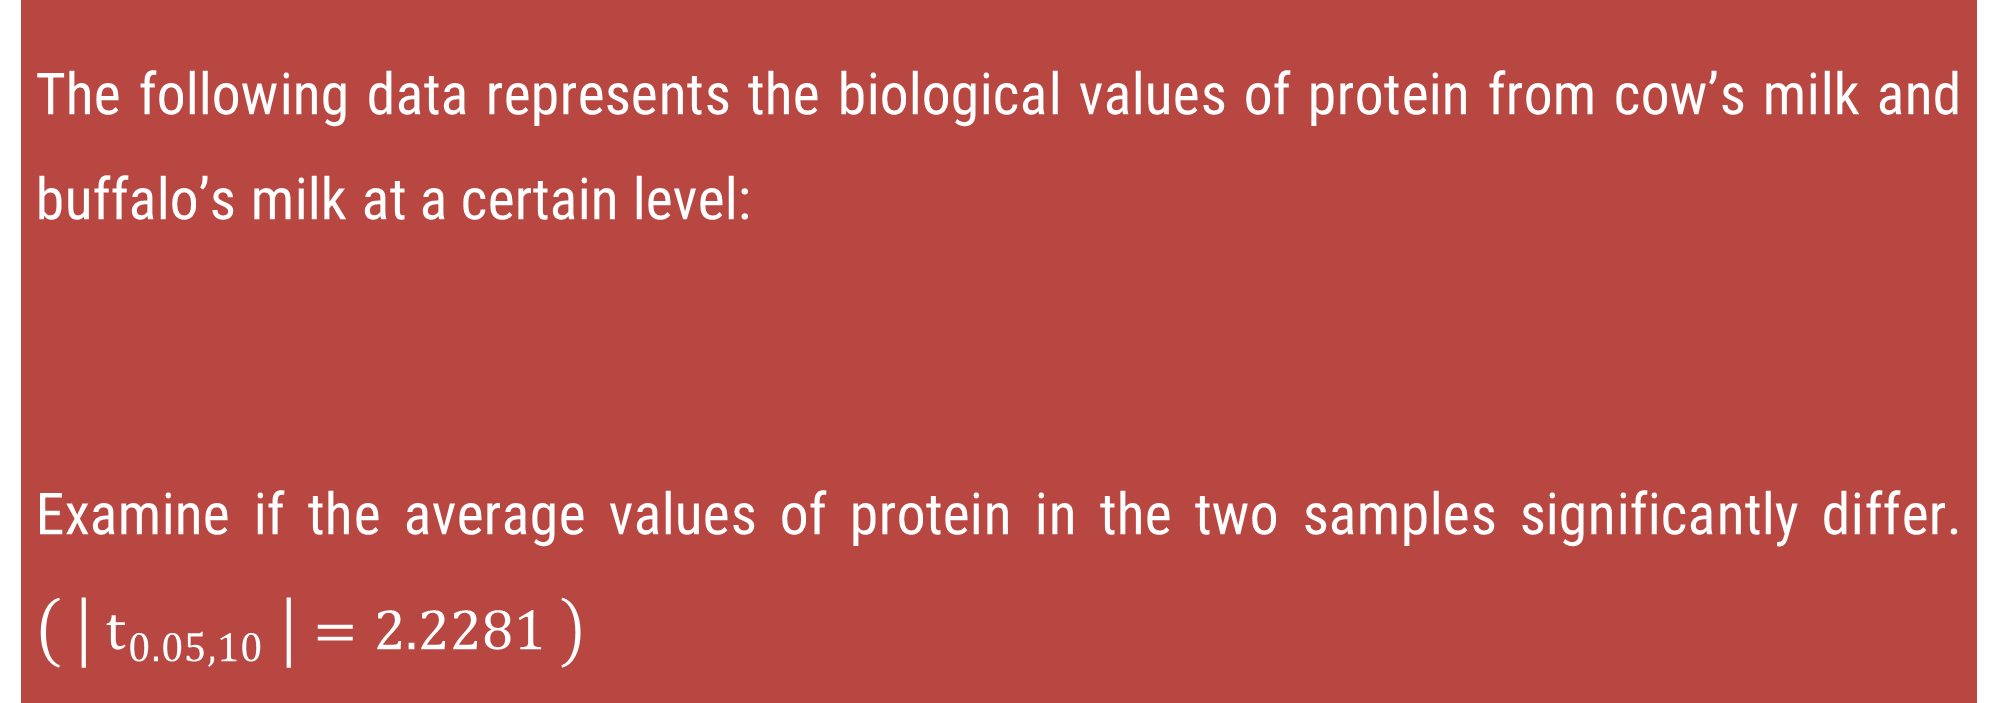 The following data represents the biological values of protein from cow’s milk and
buffalo’s milk at a certain level:
Examine if the average values of protein in the two samples significantly differ.
( | t0.05,10 | = 2.2281 )